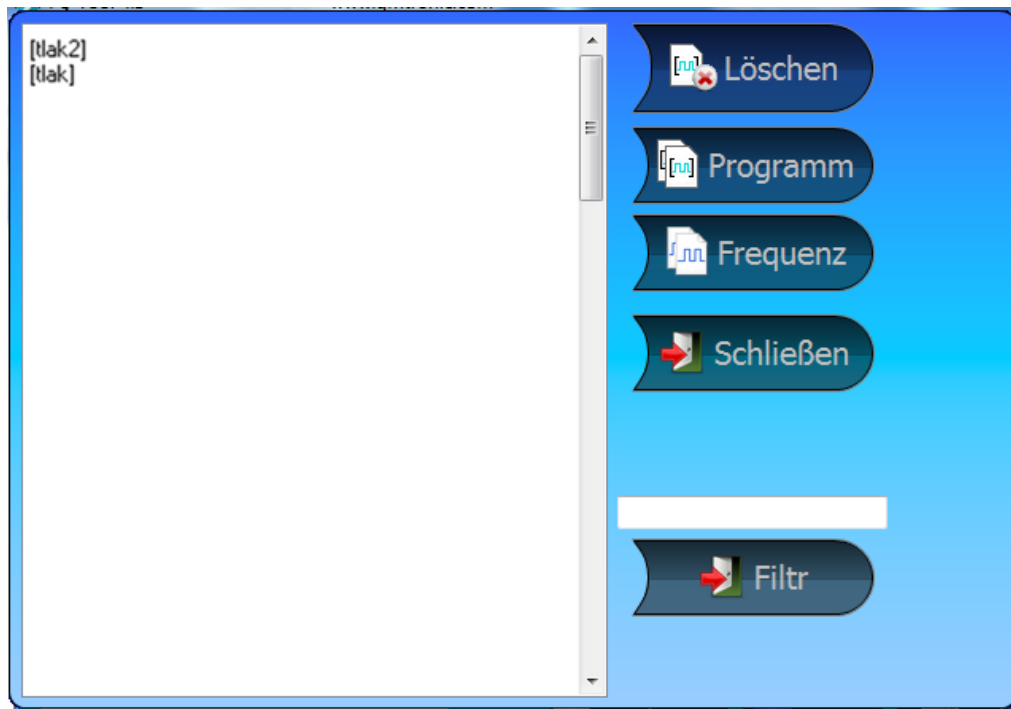 [tlak2]
[tlak]
Löschen
Programm
Frequenz
Schließen
Filtr